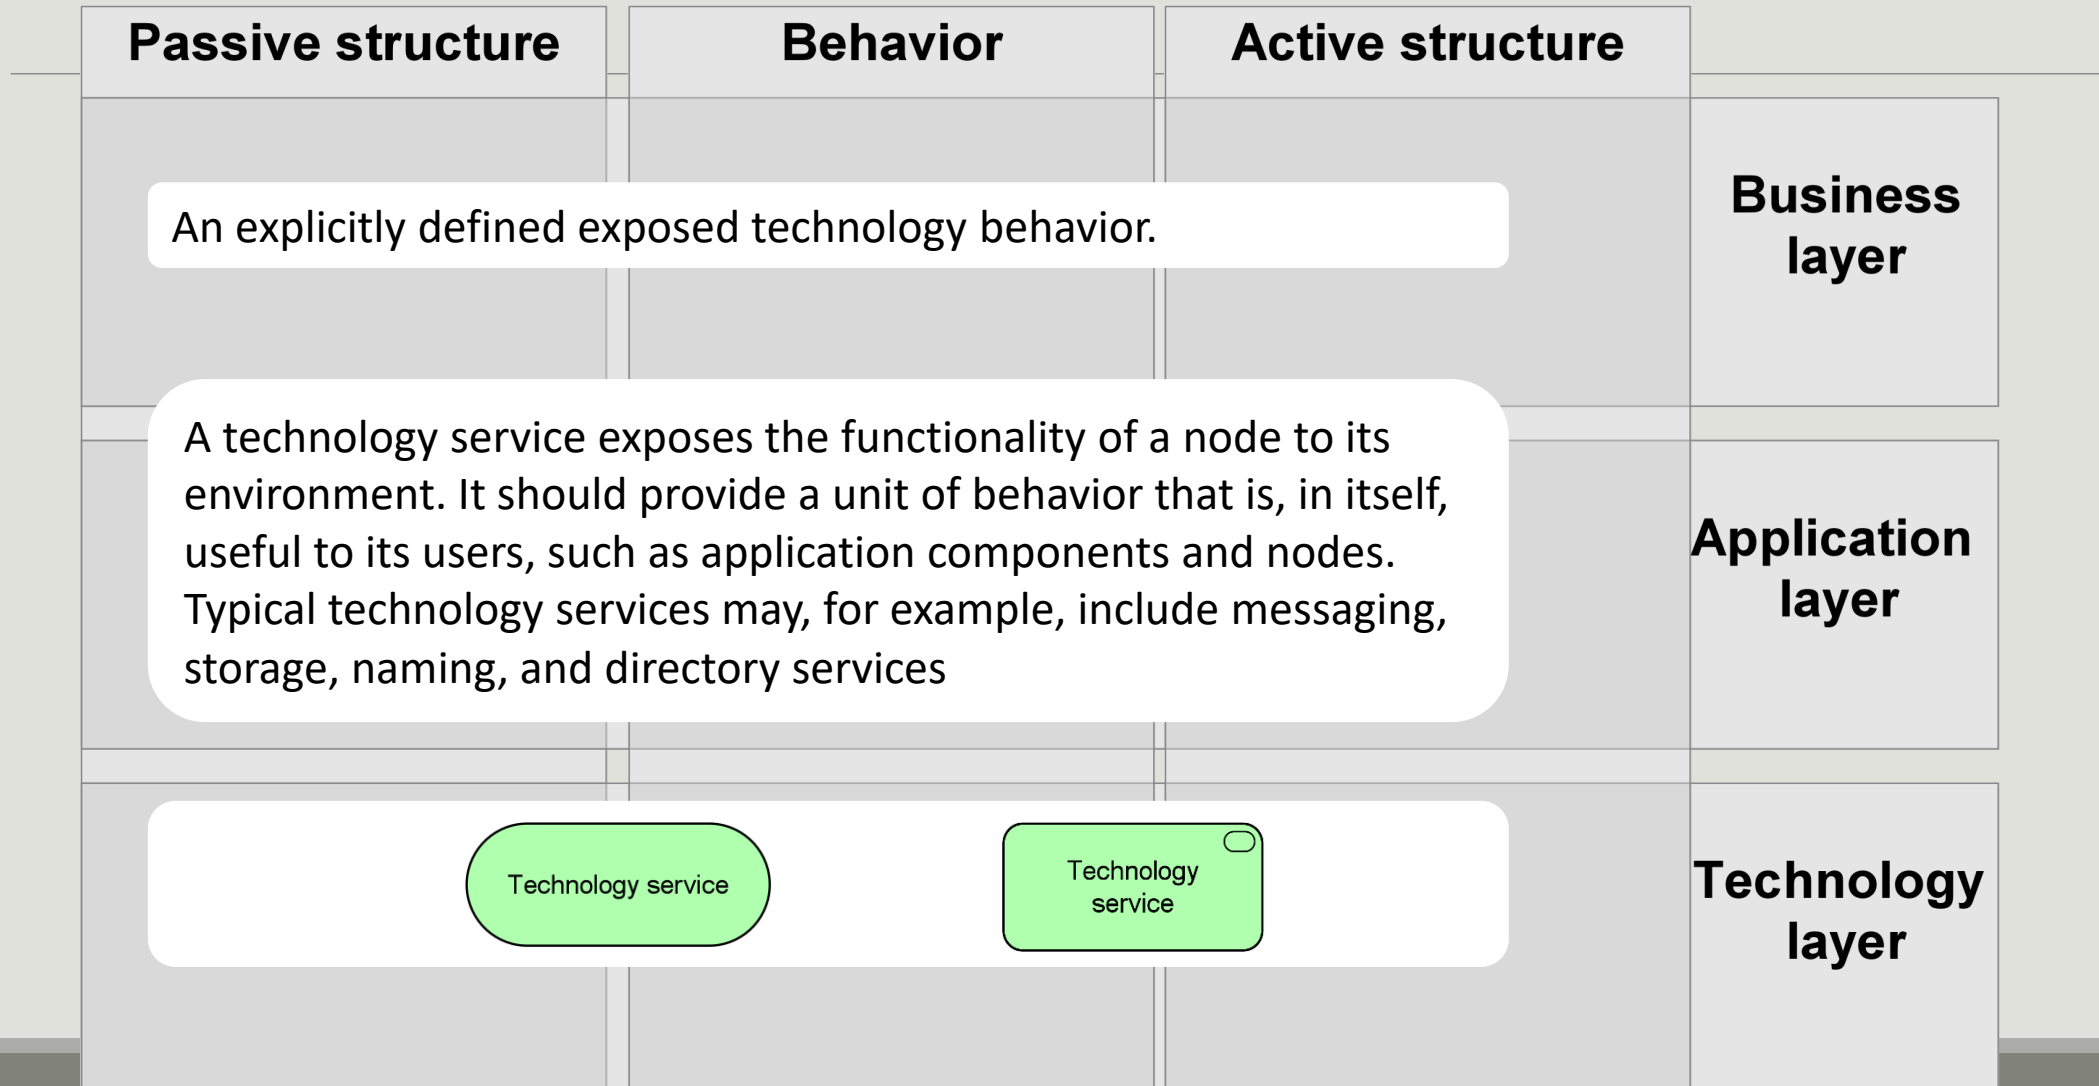 Passive structure
Behavior
Active structure
An explicitly defined exposed technology behavior.
Business
layer
A technology service exposes the functionality of a node to its
environment. It should provide a unit of behavior that is, in itself,
useful to its users, such as application components and nodes.
Typical technology services may, for example, include messaging,
storage, naming, and directory services
Application
layer
Technology service
Technology
service
Technology
layer